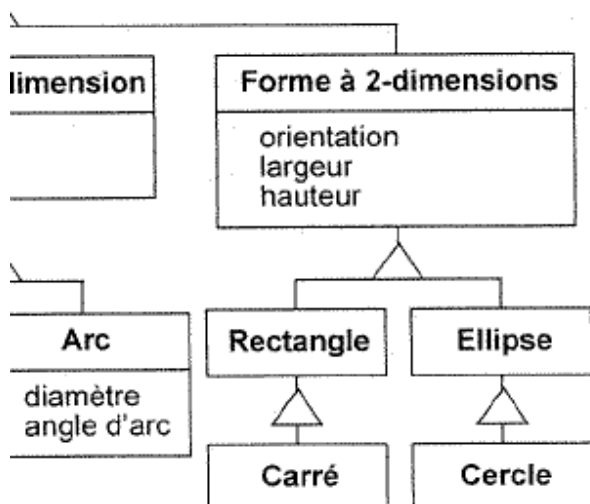 limension
Forme à 2-dimensions
orientation
largeur
hauteur
Arc
diamètre
angle d'arc
Rectangle
Ellipse
Carré
Cercle